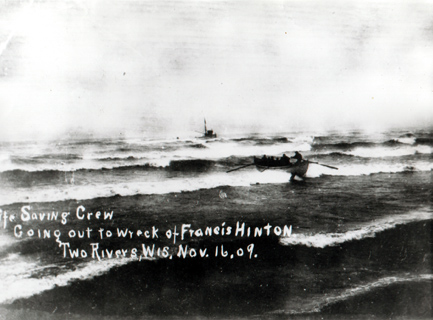 ife Saving Crew
Going out to wreck of Francis HINTON
Two Rivers, Wis, Nov. 16, 09.